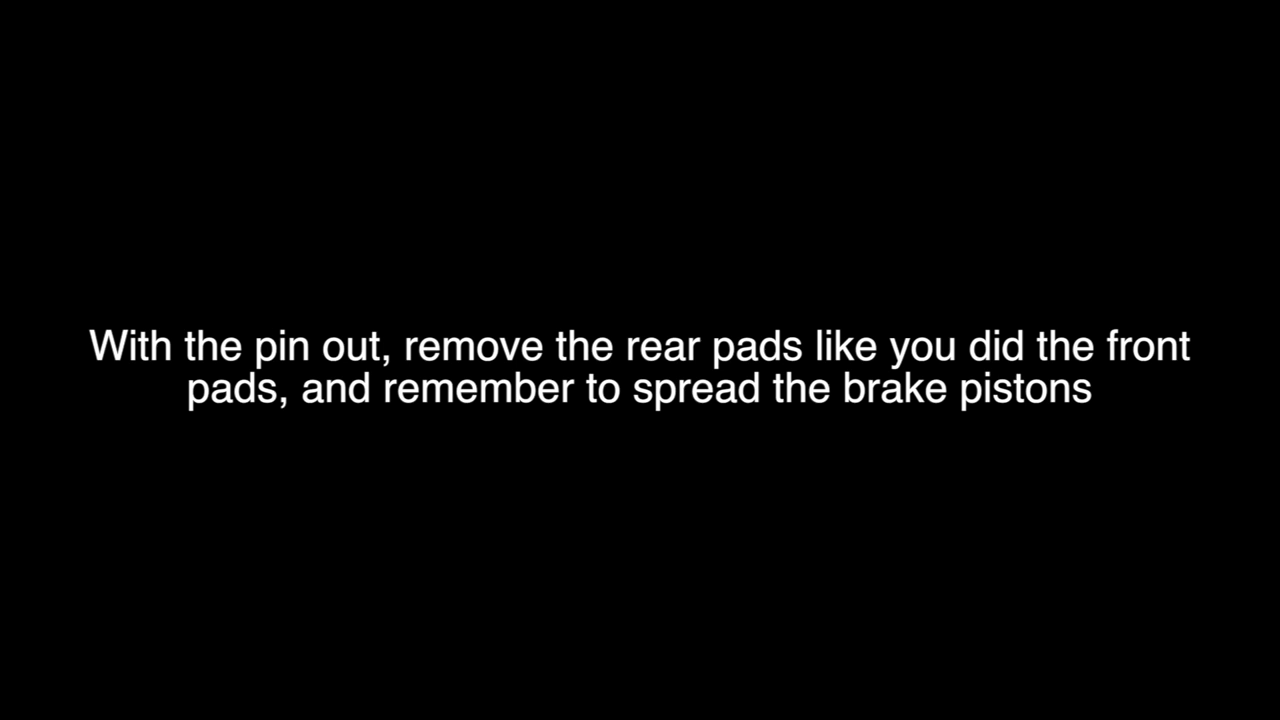 With the pin out, remove the rear pads like you did the front
pads, and remember to spread the brake pistons